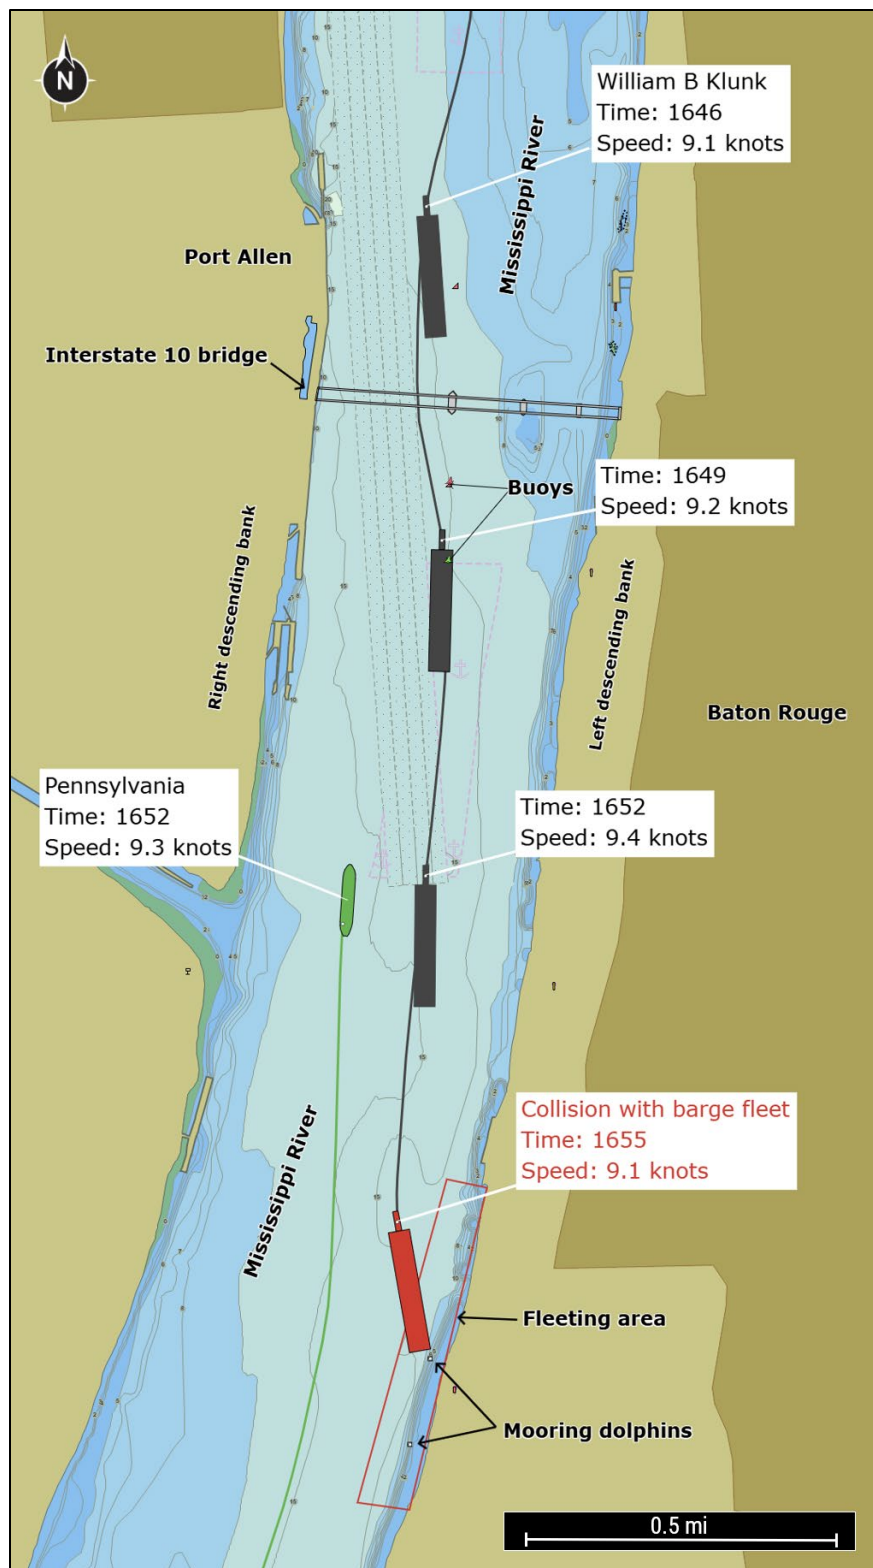 N
William B Klunk
Time: 1646
Speed: 9.1 knots
Mississippi River
Port Allen
Interstate 10 bridge
Time: 1649
Speed: 9.2 knots
Buoys
Right descending bank
Left descending bank
Baton Rouge
Pennsylvania
Time: 1652
Speed: 9.3 knots
Time: 1652
Speed: 9.4 knots
Collision with barge fleet
Time: 1655
Speed: 9.1 knots
Mississippi River
Fleeting area
Mooring dolphins
0.5 mi